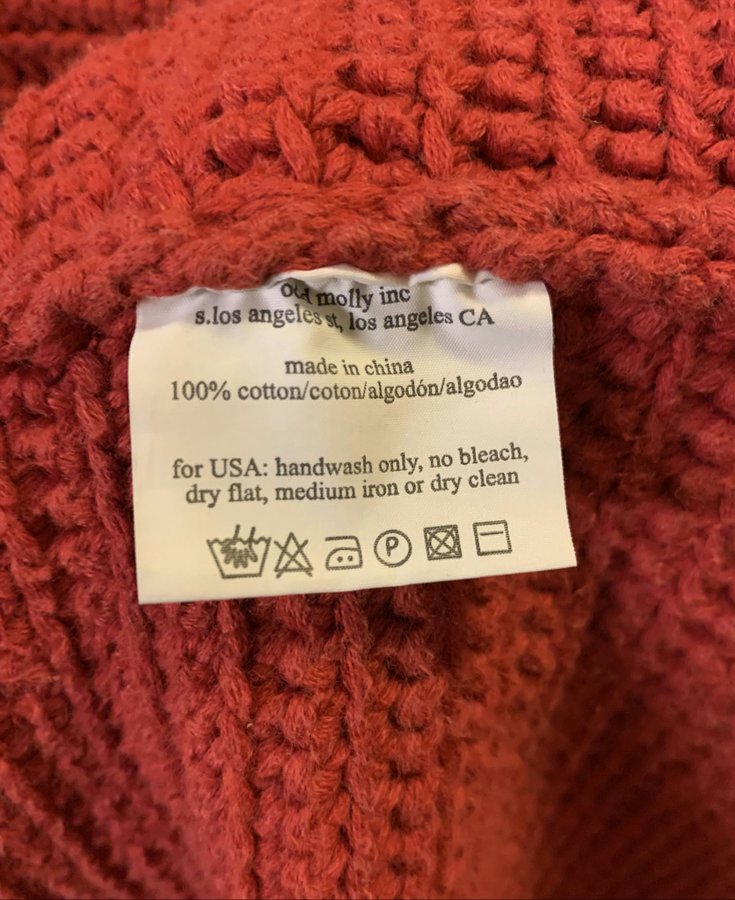 molly inc
s.los angeles st, los angeles CA
made in china
100% cotton/coton/algodón/algodao
for USA: handwash only, no bleach,
dry flat, medium iron or dry clean
P